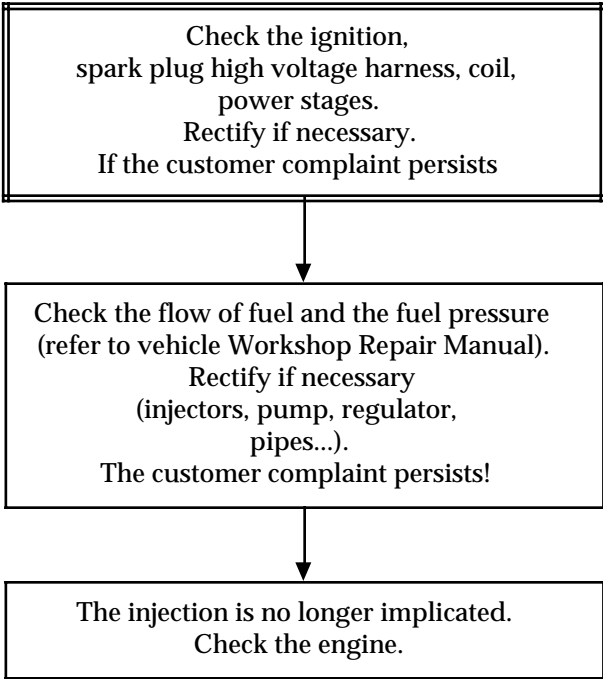 Check the ignition,
spark plug high voltage harness, coil,
power stages.
Rectify if necessary.
If the customer complaint persists
Check the flow of fuel and the fuel pressure
(refer to vehicle Workshop Repair Manual).
Rectify if necessary
(injectors, pump, regulator,
pipes...).
The customer complaint persists!
The injection is no longer implicated.
Check the engine.